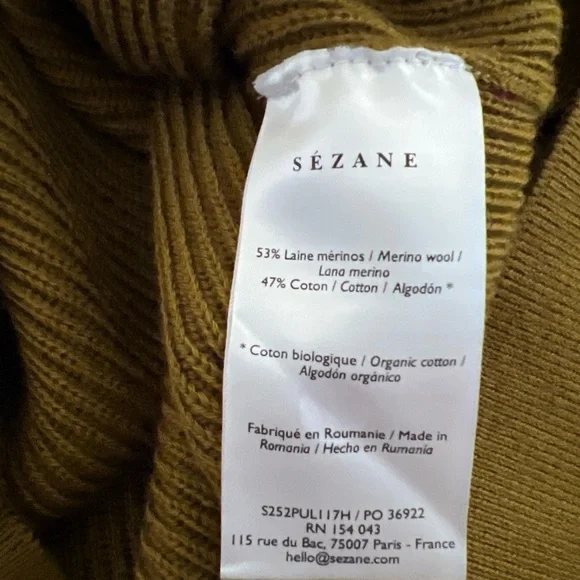 SÉZANE
53% Laine mérinos / Merino wool /
Lana merino
47% Coton / Cotton / Algodón *
* Coton biologique / Organic cotton /
Algodón orgánico
Fabriqué en Roumanie / Made in
Romania / Hecho en Rumania
S252PUL117H / PO 36922
RN 154 043
115 rue du Bac, 75007 Paris - France
hello@sezane.com